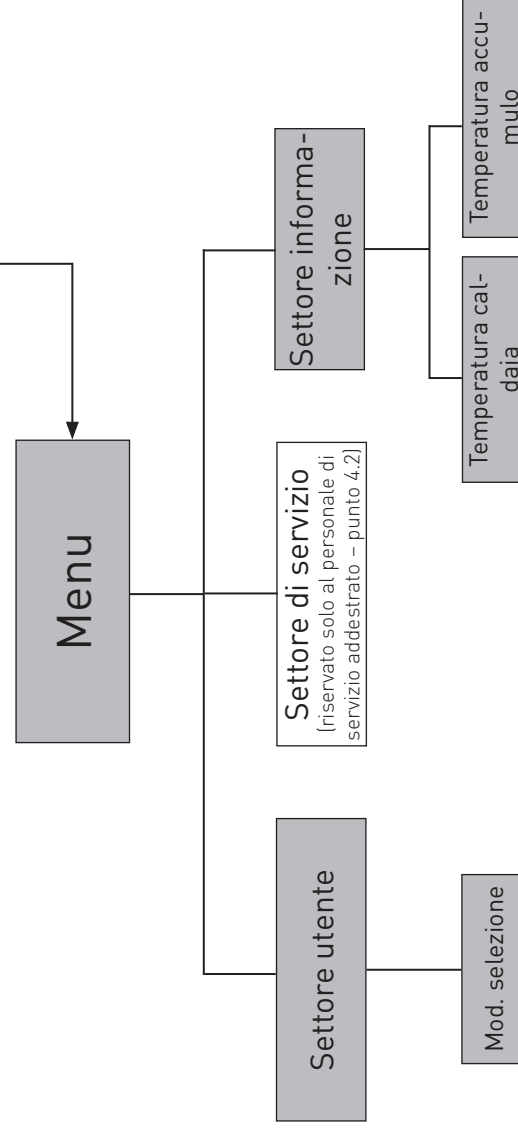 Menu
Settore utente
Settore di servizio
(riservato solo al personale di
servizio addestrato – punto 4.2)
Settore informa-
zione
Mod. selezione
Temperatura cal-
daia
Temperatura accu-
mulo